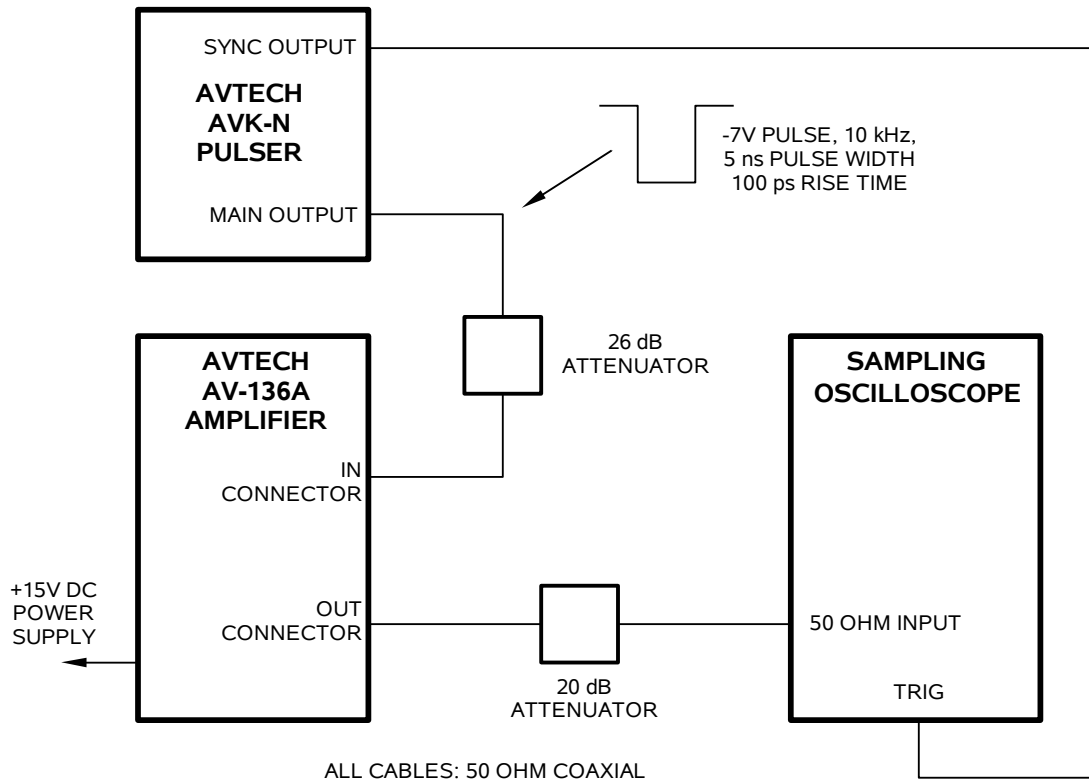 SYNC OUTPUT
AVTECH
AVK-N
PULSER
MAIN OUTPUT
-7V PULSE, 10 kHz,
5 ns PULSE WIDTH
100 ps RISE TIME
26 dB
ATTENUATOR
AVTECH
AV-136A
AMPLIFIER
IN
CONNECTOR
OUT
CONNECTOR
+15V DC
POWER
SUPPLY
20 dB
ATTENUATOR
SAMPLING
OSCILLOSCOPE
50 OHM INPUT
TRIG
ALL CABLES: 50 OHM COAXIAL